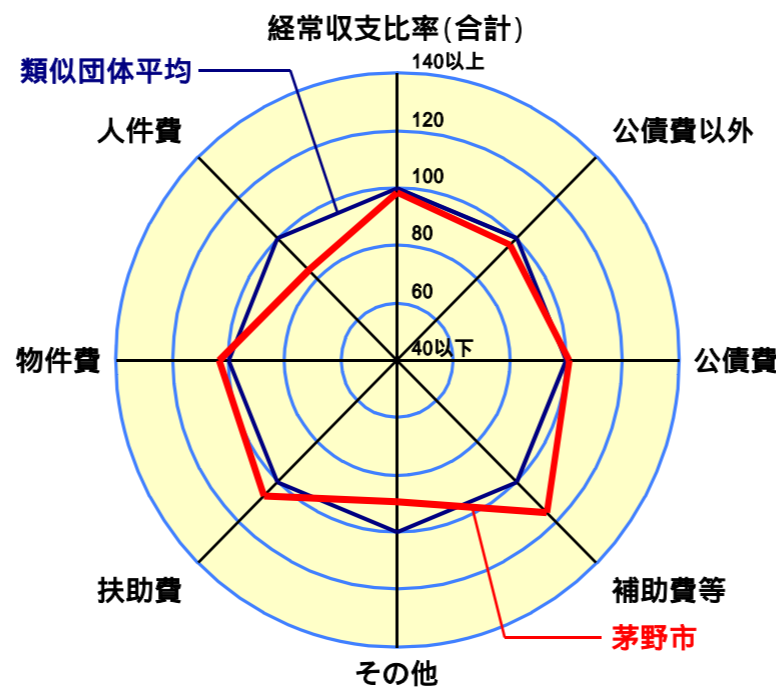 経常収支比率(合計)
類似団体平均
140以上
人件費
120
公債費以外
100
80
60
物件費
40以下
公債費
扶助費
補助費等
茅野市
その他